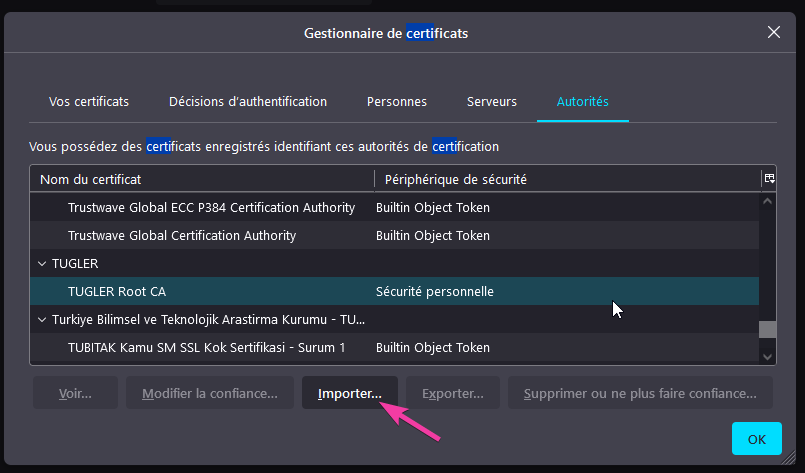 Gestionnaire de certificats
Vos certificats Décisions d'authentification Personnes Serveurs Autorités
Vous possédez des certificats enregistrés identifiant ces autorités de certification
Nom du certificat Périphérique de sécurité
Trustwave Global ECC P384 Certification Authority Builtin Object Token
Trustwave Global Certification Authority Builtin Object Token
TUGLER
TUGLER Root CA Sécurité personnelle
Turkiye Bilimsel ve Teknolojik Arastirma Kurumu - TU...
TUBITAK Kamu SM SSL Kok Sertifikasi - Surum 1 Builtin Object Token
Voir... Modifier la confiance... Importer... Exporter... Supprimer ou ne plus faire confiance...
OK